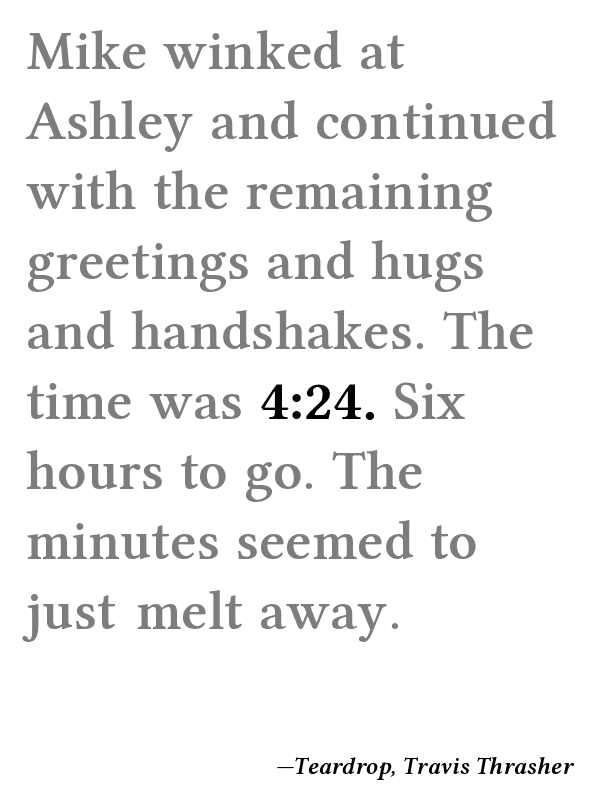 Mike winked at
Ashley and continued
with the remaining
greetings and hugs
and handshakes. The
time was 4:24. Six
hours to go. The
minutes seemed to
just melt away.
—Teardrop, Travis Thrasher